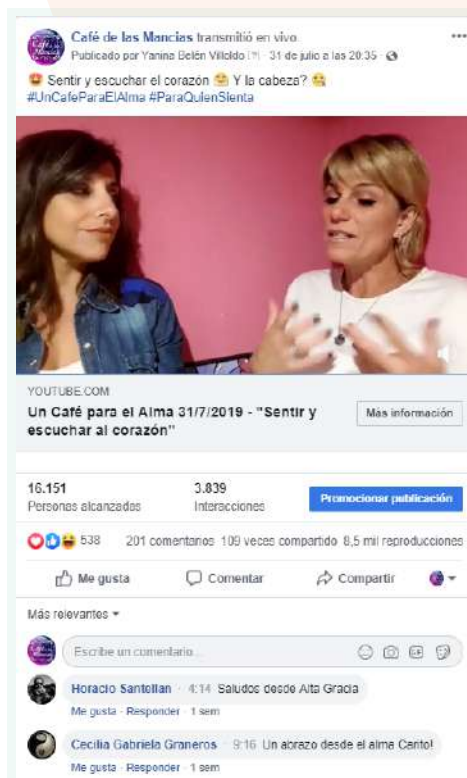 Café de las Mancias transmitió en vivo.
Publicado por Yanina Belén Villoldo [?] · 31 de julio a las 20:35 ·
Sentir y escuchar el corazón Y la cabeza?
#UnCafeParaElAlma #ParaQuienSienta
YOUTUBE.COM
Un Café para el Alma 31/7/2019 - "Sentir y
escuchar al corazón"
Más información
16.151
Personas alcanzadas
3.839
Interacciones
Promocionar publicación
538 201 comentarios 109 veces compartido 8,5 mil reproducciones
Me gusta Comentar Compartir
Más relevantes
Escribe un comentario...
Horacio Santellan · 4:14 Saludos desde Alta Gracia
Me gusta · Responder · 1 sem
Cecilia Gabriela Graneros · 9:16 Un abrazo desde el alma Carito!
Me gusta · Responder · 1 sem